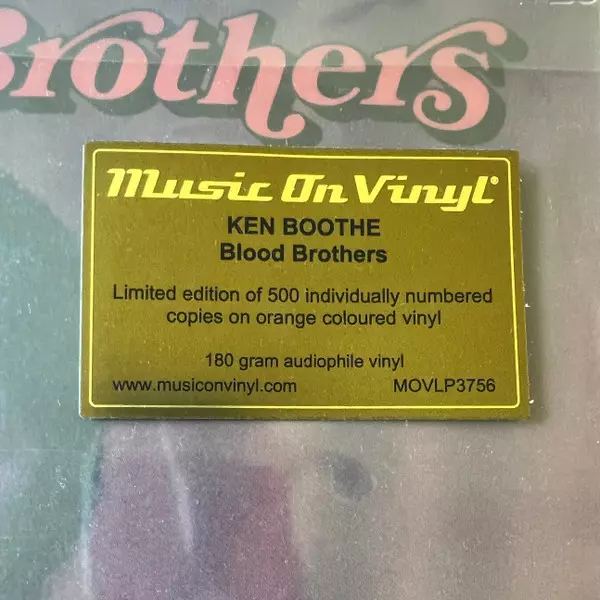 Brothers
Music On Vinyl®
KEN BOOTHE
Blood Brothers
Limited edition of 500 individually numbered
copies on orange coloured vinyl
180 gram audiophile vinyl
www.musiconvinyl.com MOVLP3756